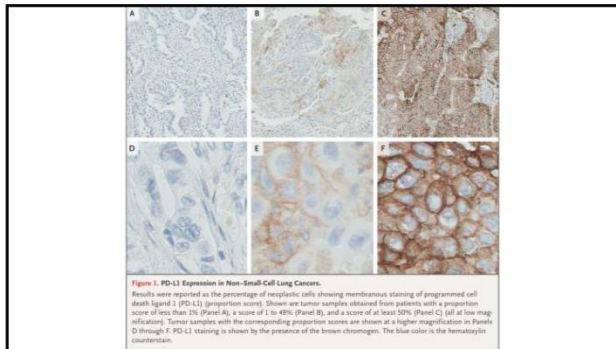 A
B
C
D
E
F
Figure 1. PD-L1 Expression in Non–Small-Cell Lung Cancers.
Results were reported as the percentage of neoplastic cells showing membranous staining of programmed cell
death ligand 1 (PD-L1) (proportion score). Shown are tumor samples obtained from patients with a proportion
score of less than 1% (Panel A), a score of 1 to 49% (Panel B), and a score of at least 50% (Panel C) (all at low mag-
nification). Tumor samples with the corresponding proportion scores are shown at a higher magnification in Panels
D through F. PD-L1 staining is shown by the presence of the brown chromogen. The blue color is the hematoxylin
counterstain.